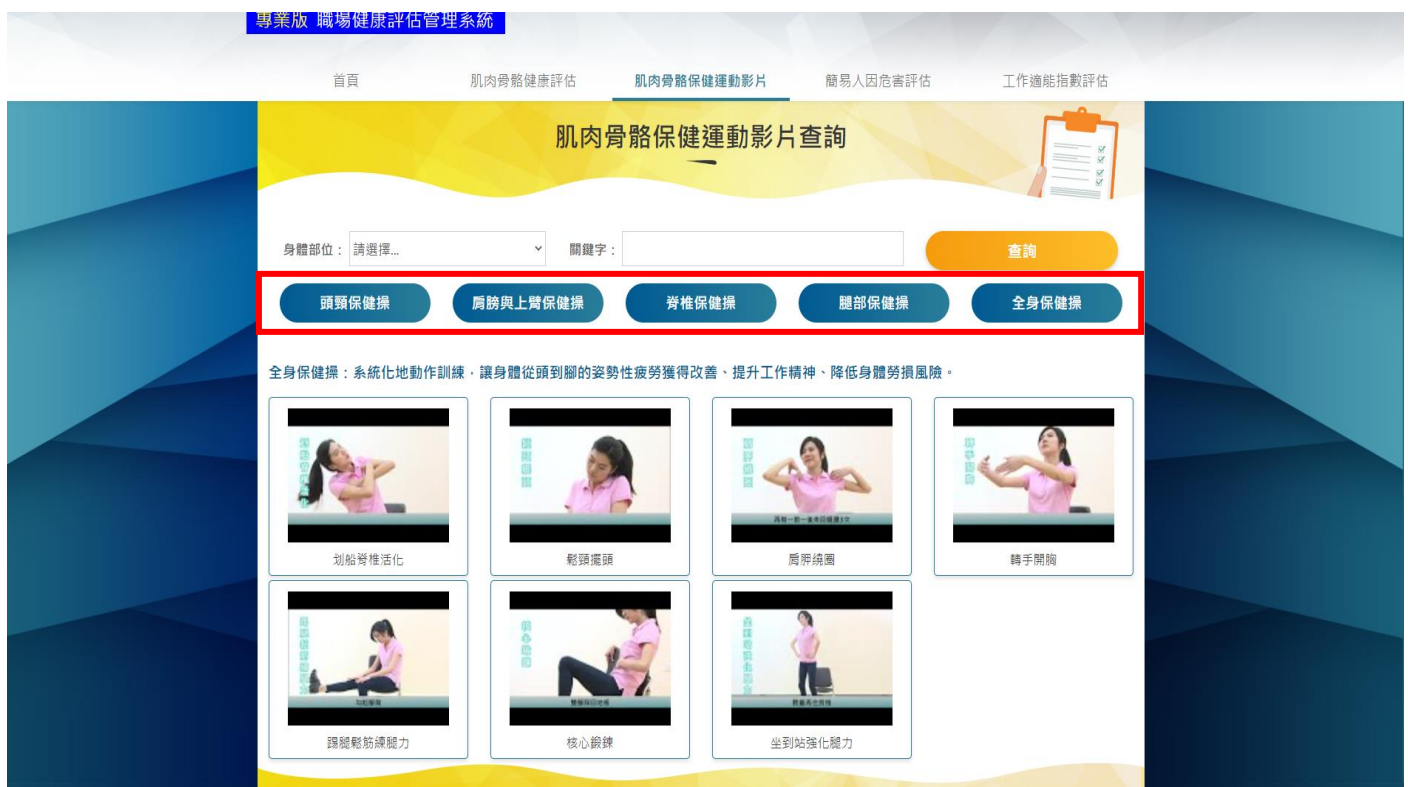 專業版 職場健康評估管理系統
首頁 肌肉骨骼健康評估 肌肉骨骼保健運動影片 簡易人因危害評估 工作適能指數評估
肌肉骨骼保健運動影片查詢
身體部位： 請選擇... 關鍵字： 查詢
頭頸保健操 肩膀與上臂保健操 脊椎保健操 腿部保健操 全身保健操
全身保健操：系統化地動作訓練，讓身體從頭到腳的姿勢性疲勞獲得改善、提升工作精神、降低身體勞損風險。
划船脊椎活化 鬆頸擺頭 肩胛繞圈 轉手開胸
踢腿鬆筋練腿力 核心鍛鍊 坐到站強化腿力